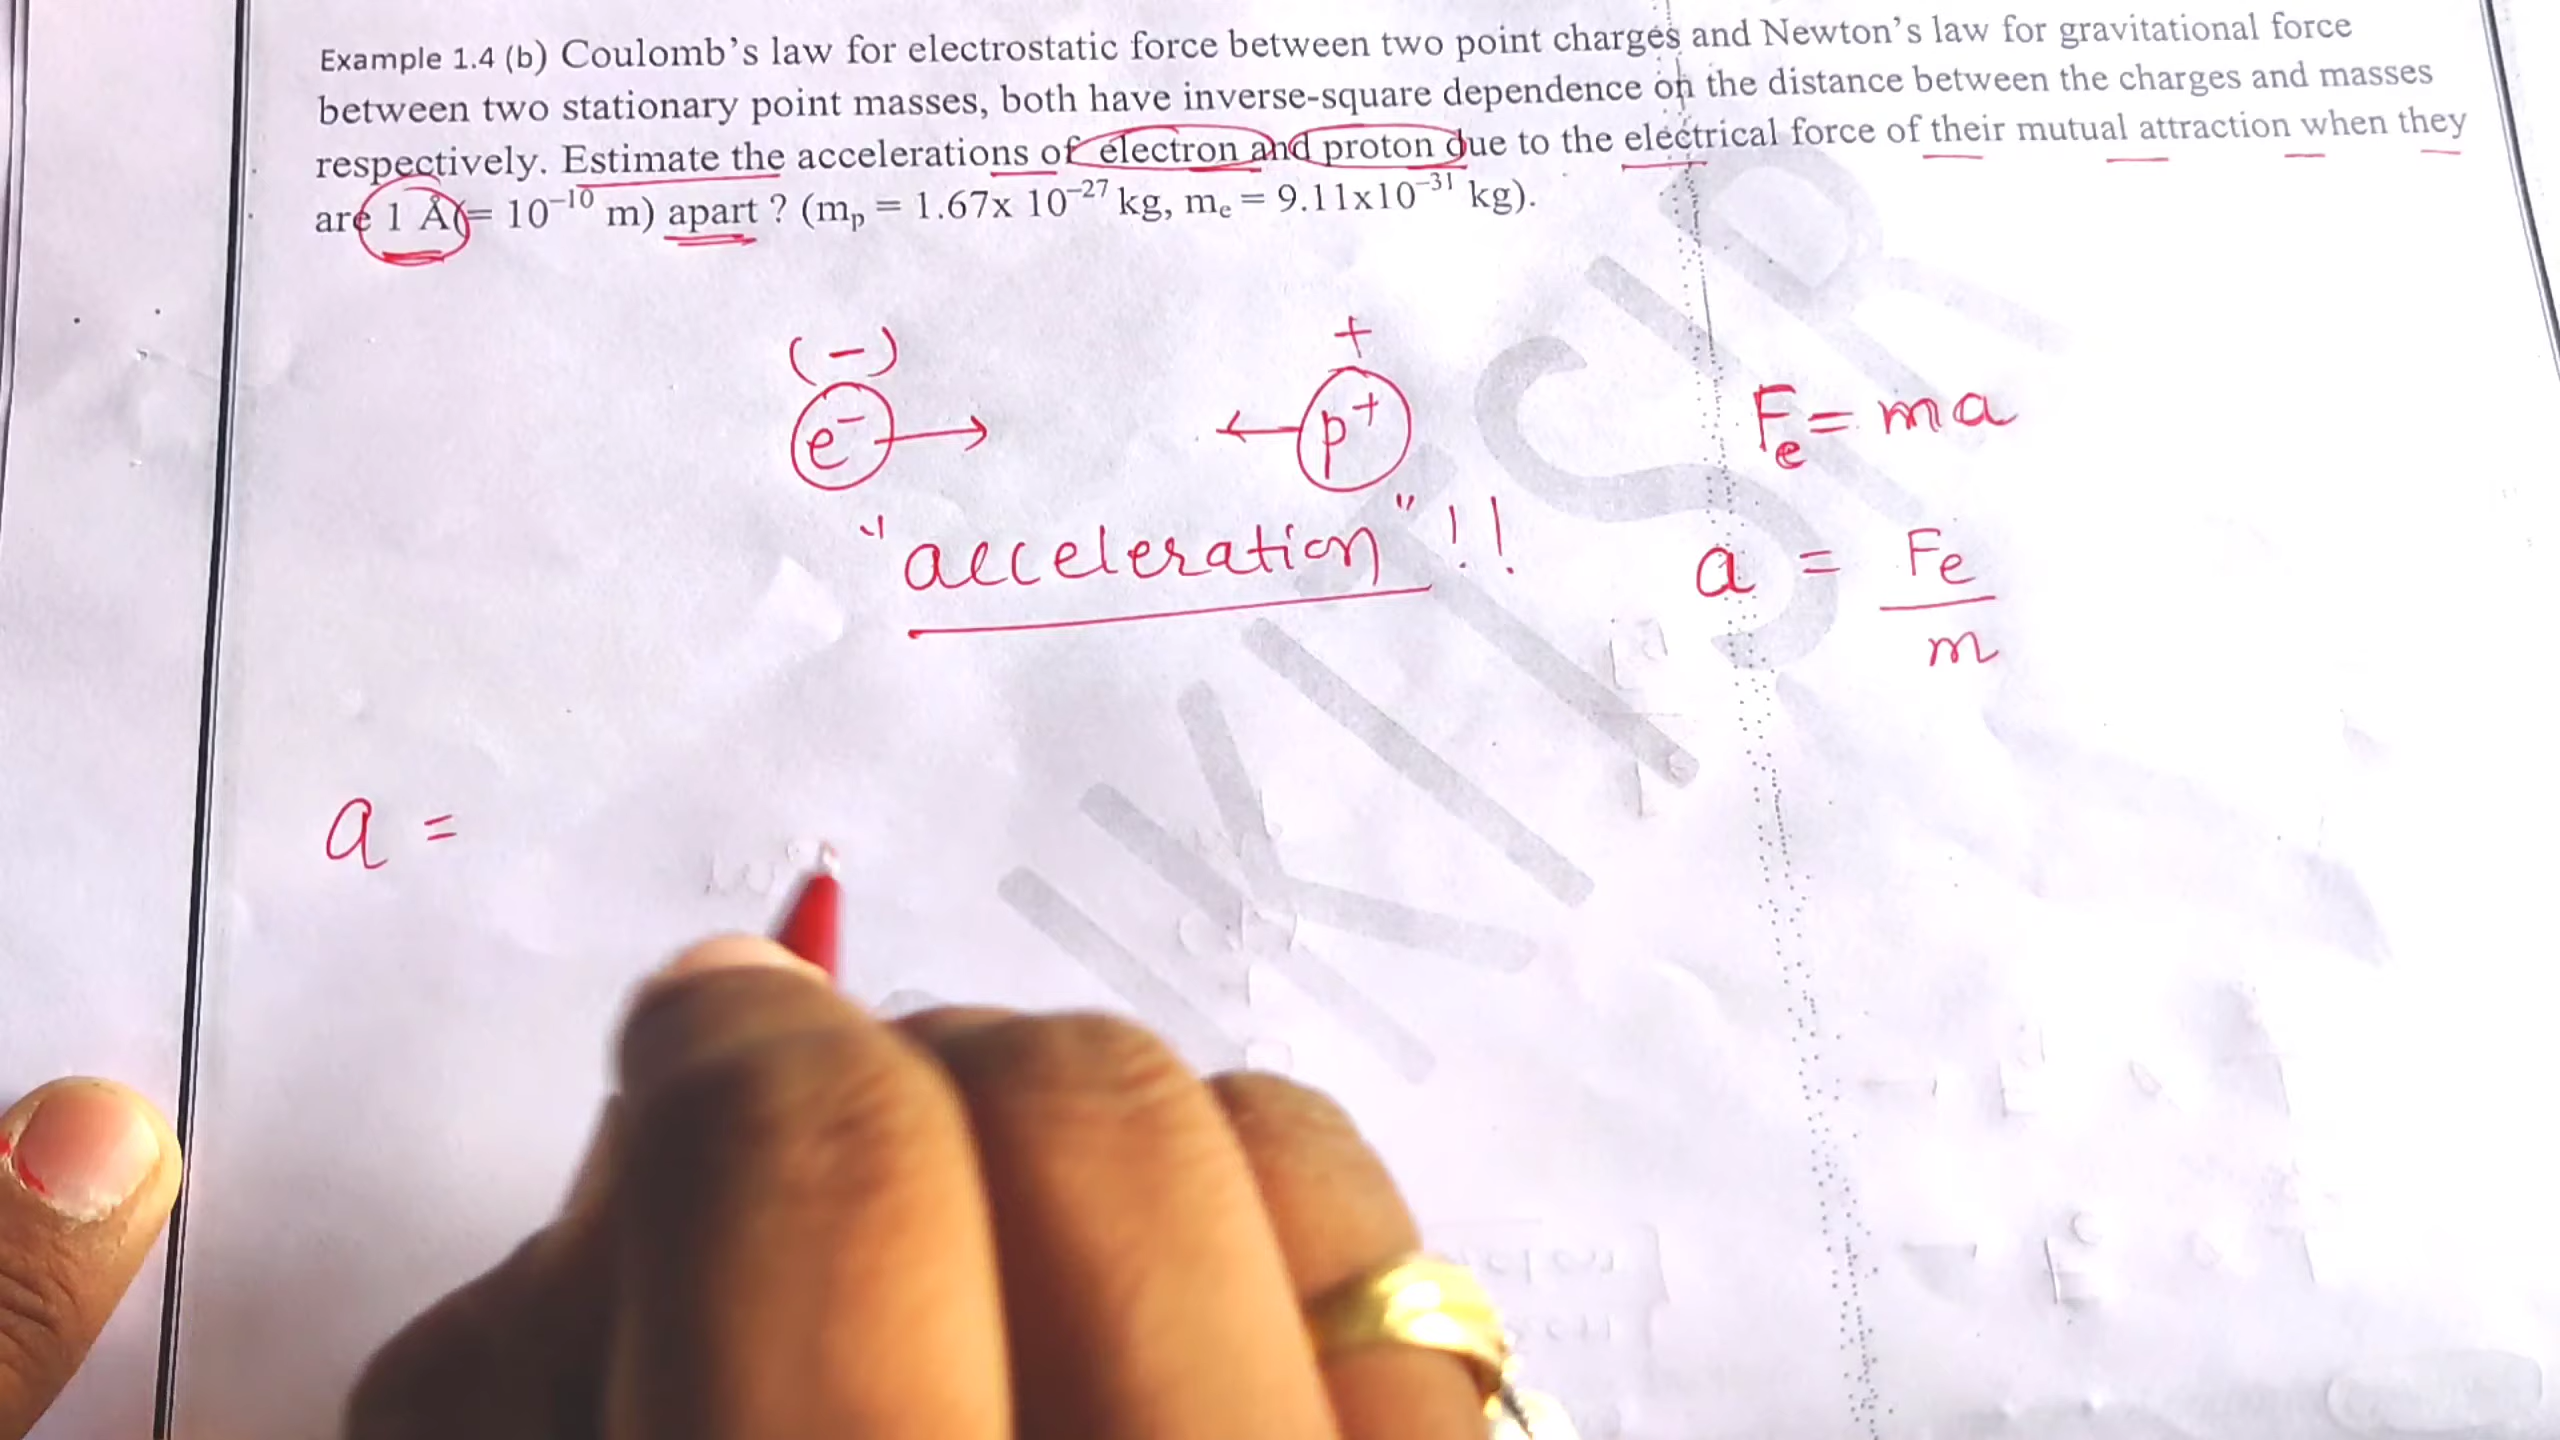 Example 1.4 (b) Coulomb's law for electrostatic force between two point charges and Newton's law for gravitational force
between two stationary point masses, both have inverse-square dependence on the distance between the charges and masses
respectively. Estimate the accelerations of electron and proton due to the electrical force of their mutual attraction when they
are 1 Å (= 10⁻¹⁰ m) apart ? (mₚ = 1.67x 10⁻²⁷ kg, mₑ = 9.11x10⁻³¹ kg).
(-) +
e⁻ → ← p⁺
Fₑ = ma
"acceleration" !!
a = Fe
m
a =